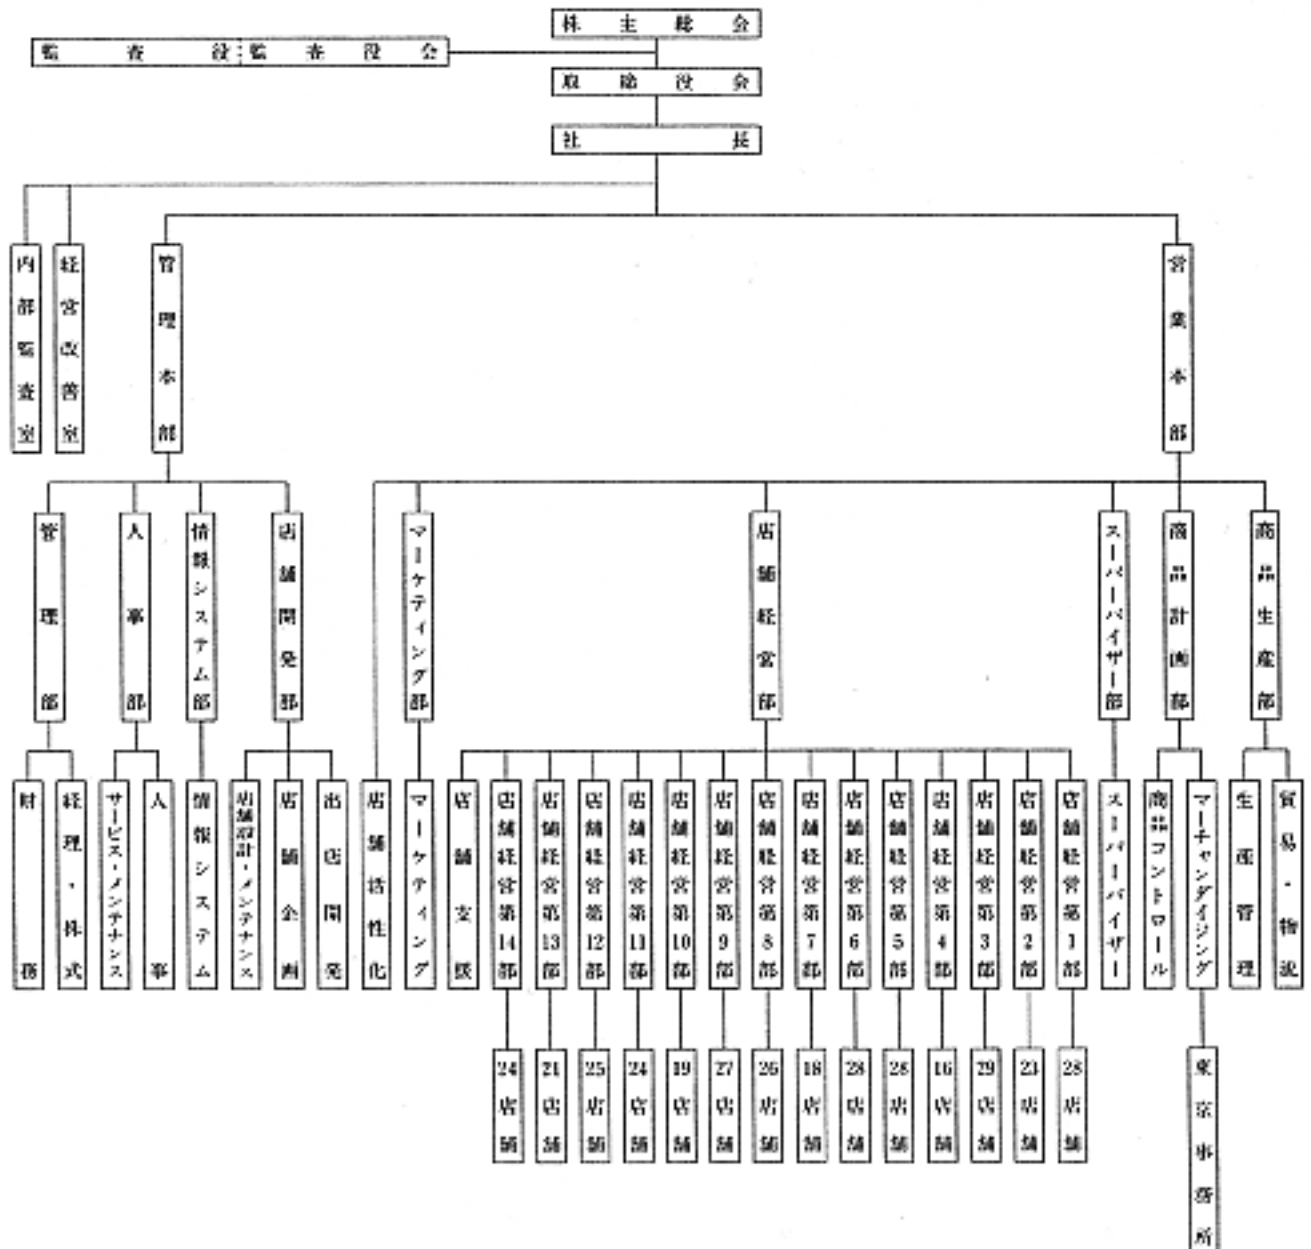 株主総会
監査役 監査役会
取締役会
社長
内部監査室
経営改善室
管理本部
営業本部
管理部
人事部
情報システム部
店舗開発部
マーケティング部
店舗経営部
スーパーバイザー部
商品計画部
商品生産部
財務
経理・株式
サービス・メンテナンス
人事
情報システム
店舗設計・メンテナンス
店舗企画
出店開発
店舗活性化
マーケティング
店舗支援
店舗経営第14部
店舗経営第13部
店舗経営第12部
店舗経営第11部
店舗経営第10部
店舗経営第9部
店舗経営第8部
店舗経営第7部
店舗経営第6部
店舗経営第5部
店舗経営第4部
店舗経営第3部
店舗経営第2部
店舗経営第1部
スーパーバイザー
商品コントロール
マーチャンダイジング
生産管理
貿易・物流
24店舗
21店舗
25店舗
24店舗
19店舗
27店舗
26店舗
18店舗
28店舗
28店舗
16店舗
29店舗
23店舗
28店舗
東京事務所